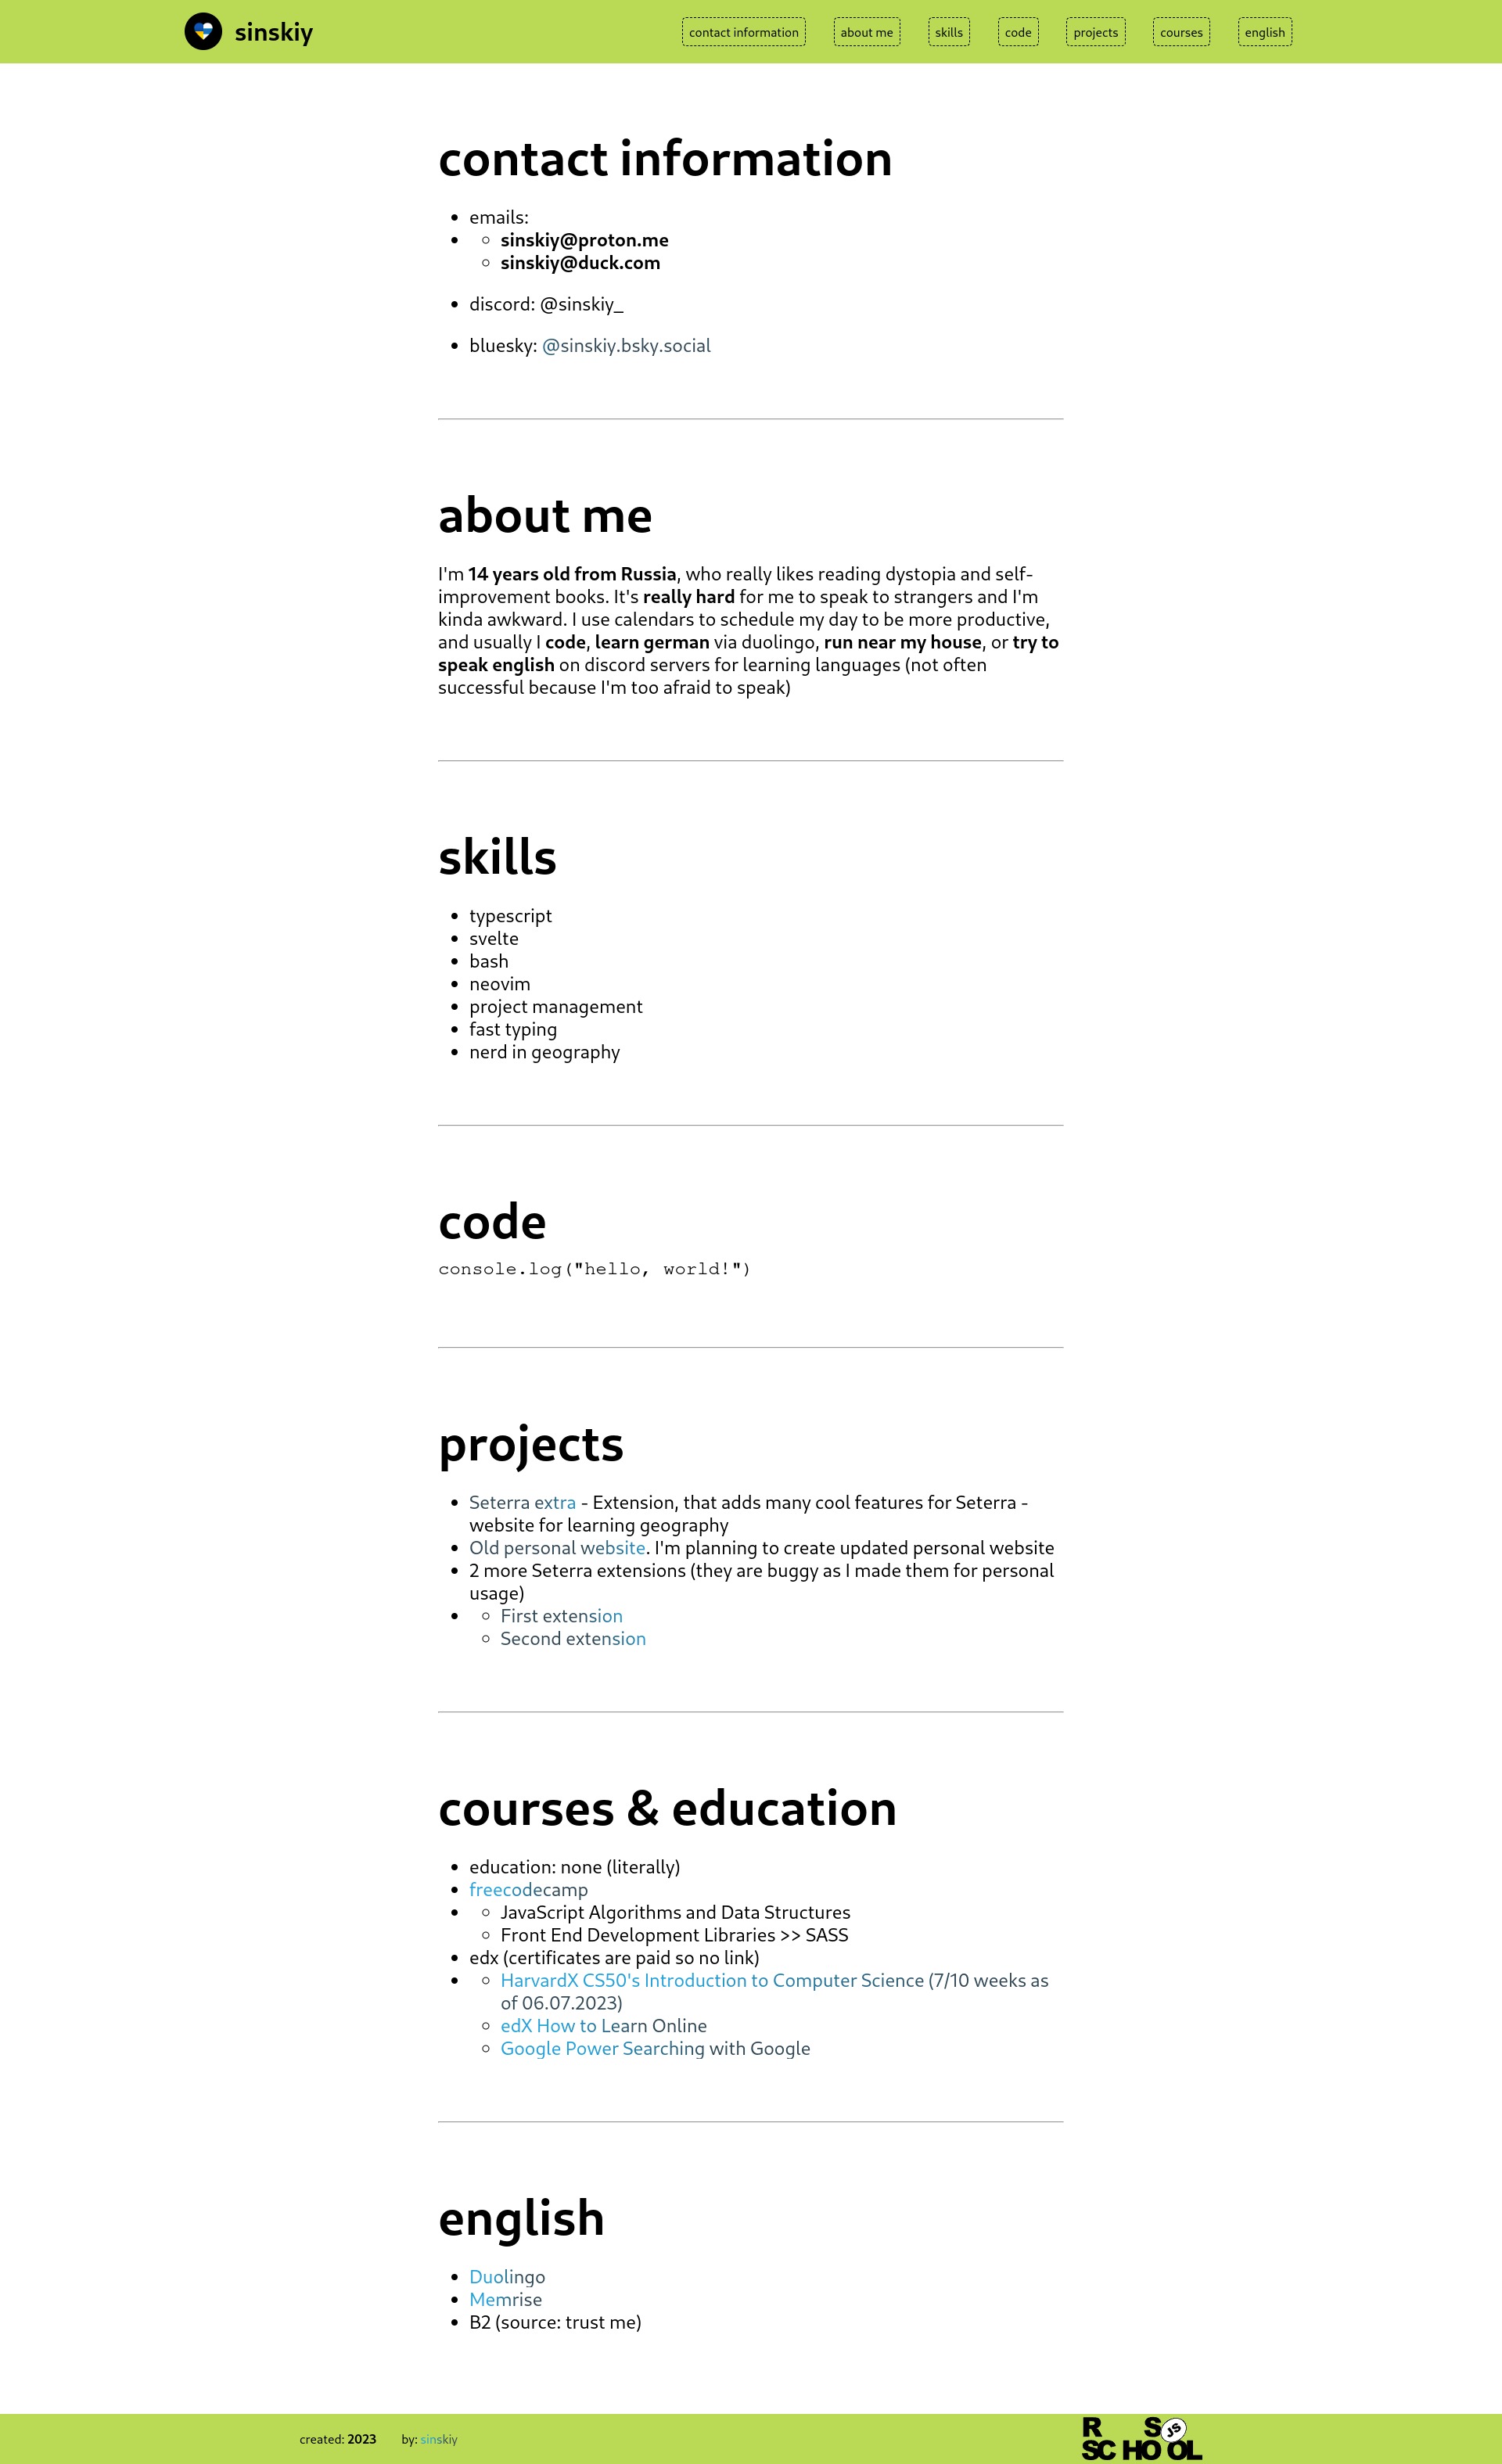 sinskiy
contact information
about me
skills
code
projects
courses
english
contact information
emails:
sinskiy@proton.me
sinskiy@duck.com
discord: @sinskiy_
bluesky: @sinskiy.bsky.social
about me
I'm 14 years old from Russia, who really likes reading dystopia and self-
improvement books. It's really hard for me to speak to strangers and I'm
kinda awkward. I use calendars to schedule my day to be more productive,
and usually I code, learn german via duolingo, run near my house, or try to
speak english on discord servers for learning languages (not often
successful because I'm too afraid to speak)
skills
typescript
svelte
bash
neovim
project management
fast typing
nerd in geography
code
console.log("hello, world!")
projects
Seterra extra - Extension, that adds many cool features for Seterra -
website for learning geography
Old personal website. I'm planning to create updated personal website
2 more Seterra extensions (they are buggy as I made them for personal
usage)
First extension
Second extension
courses & education
education: none (literally)
freecodecamp
JavaScript Algorithms and Data Structures
Front End Development Libraries >> SASS
edx (certificates are paid so no link)
HarvardX CS50's Introduction to Computer Science (7/10 weeks as
of 06.07.2023)
edX How to Learn Online
Google Power Searching with Google
english
Duolingo
Memrise
B2 (source: trust me)
created: 2023
by: sinskiy
R S JS
SCHOOL